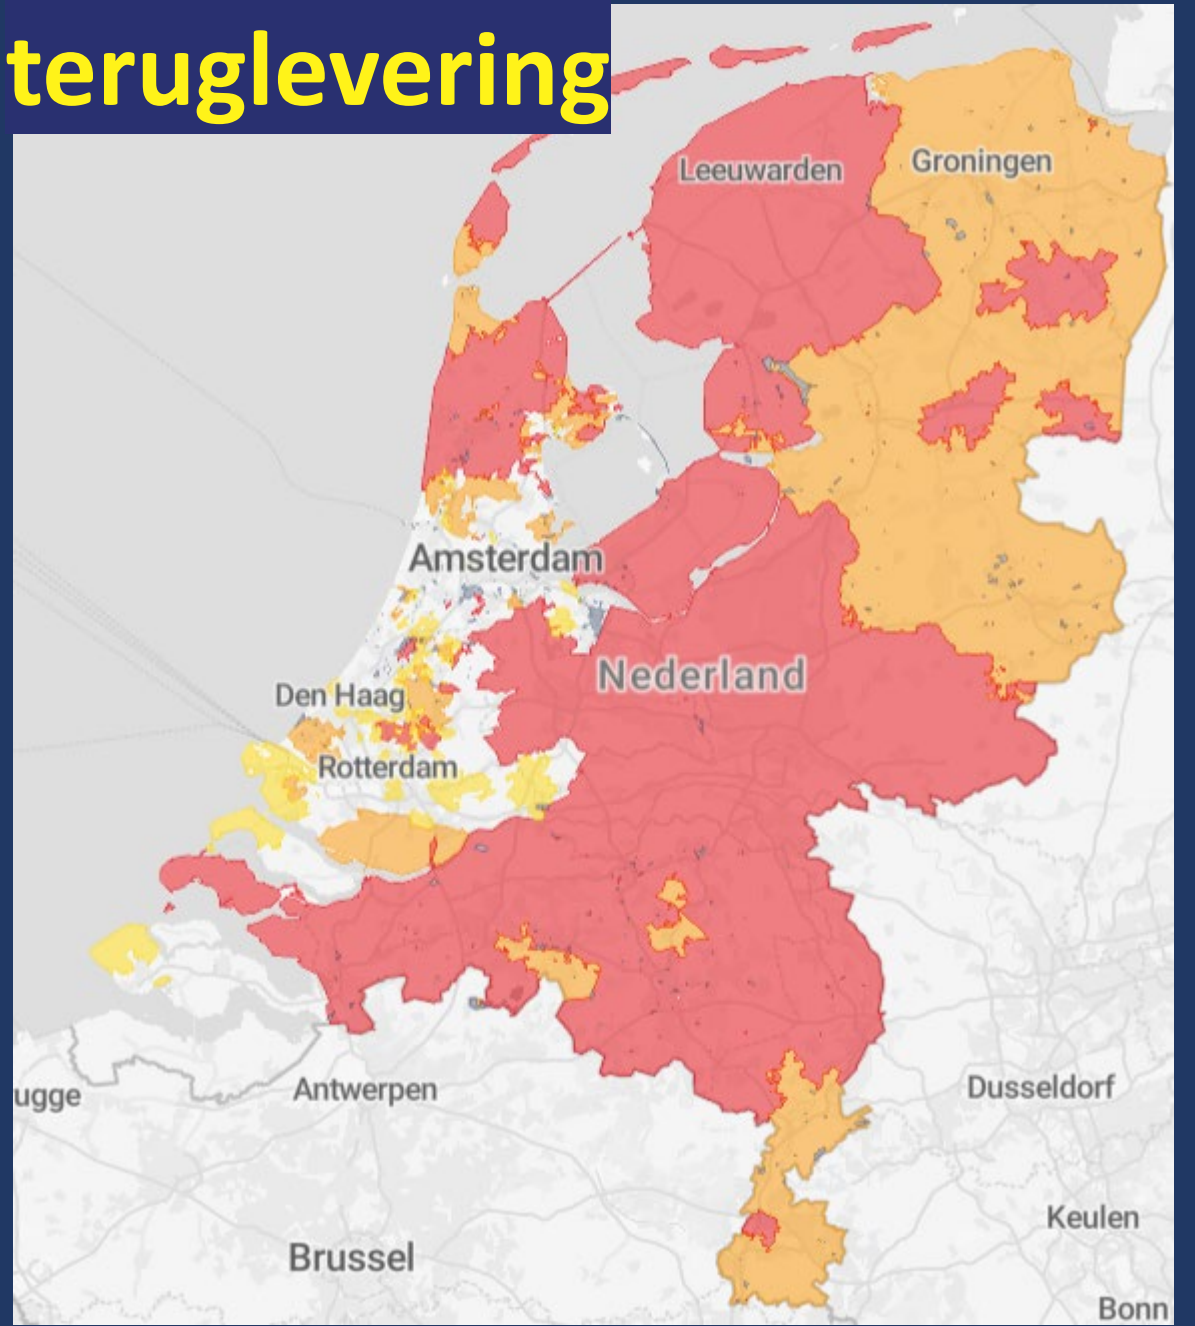 teruglevering
Leeuwarden
Groningen
Amsterdam
Nederland
Den Haag
Rotterdam
ugge
Antwerpen
Dusseldorf
Keulen
Brussel
Bonn